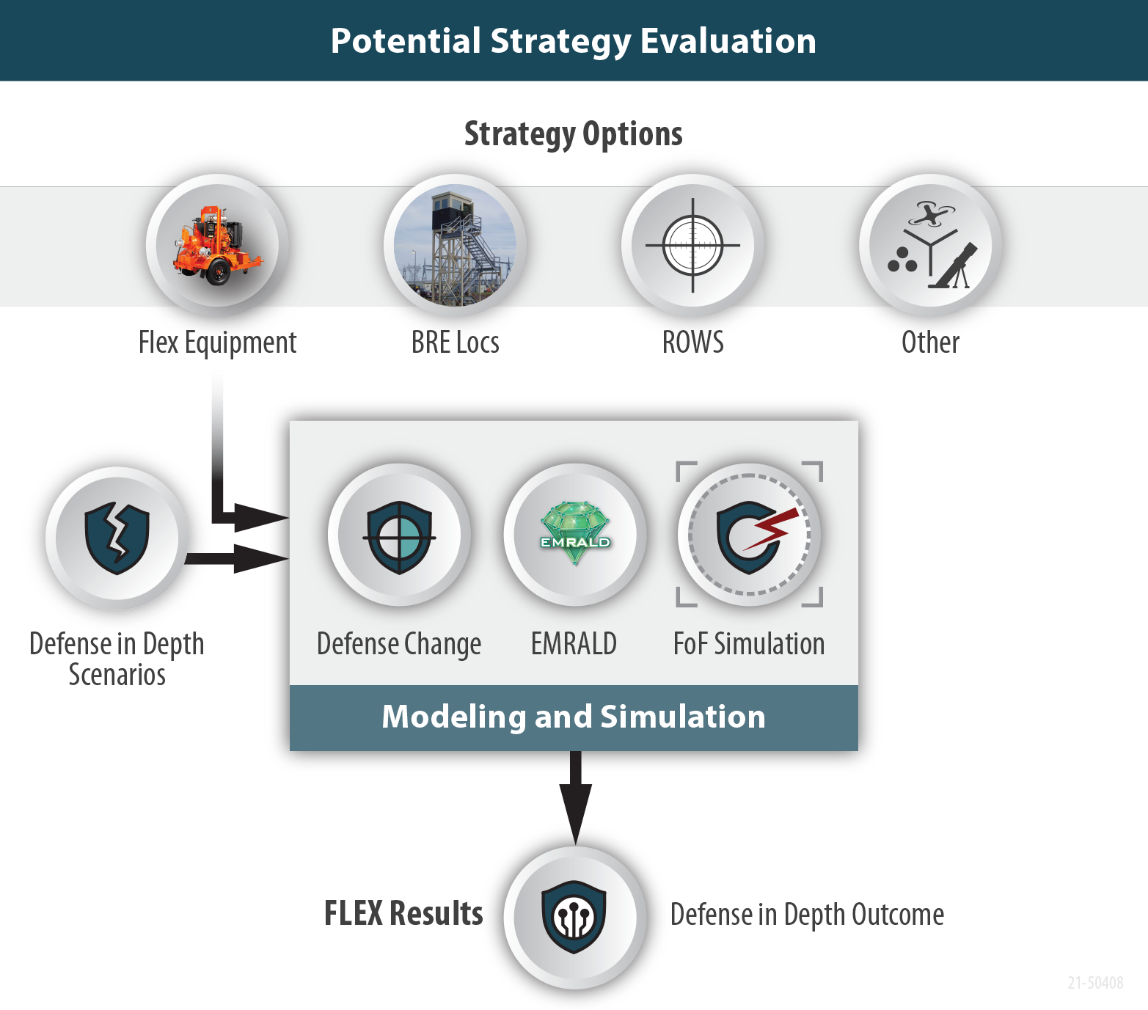 Potential Strategy Evaluation
Strategy Options
Flex Equipment
BRE Locs
ROWS
Other
EMRALD
Defense in Depth
Scenarios
Defense Change
EMRALD
FoF Simulation
Modeling and Simulation
FLEX Results
Defense in Depth Outcome
21-50408